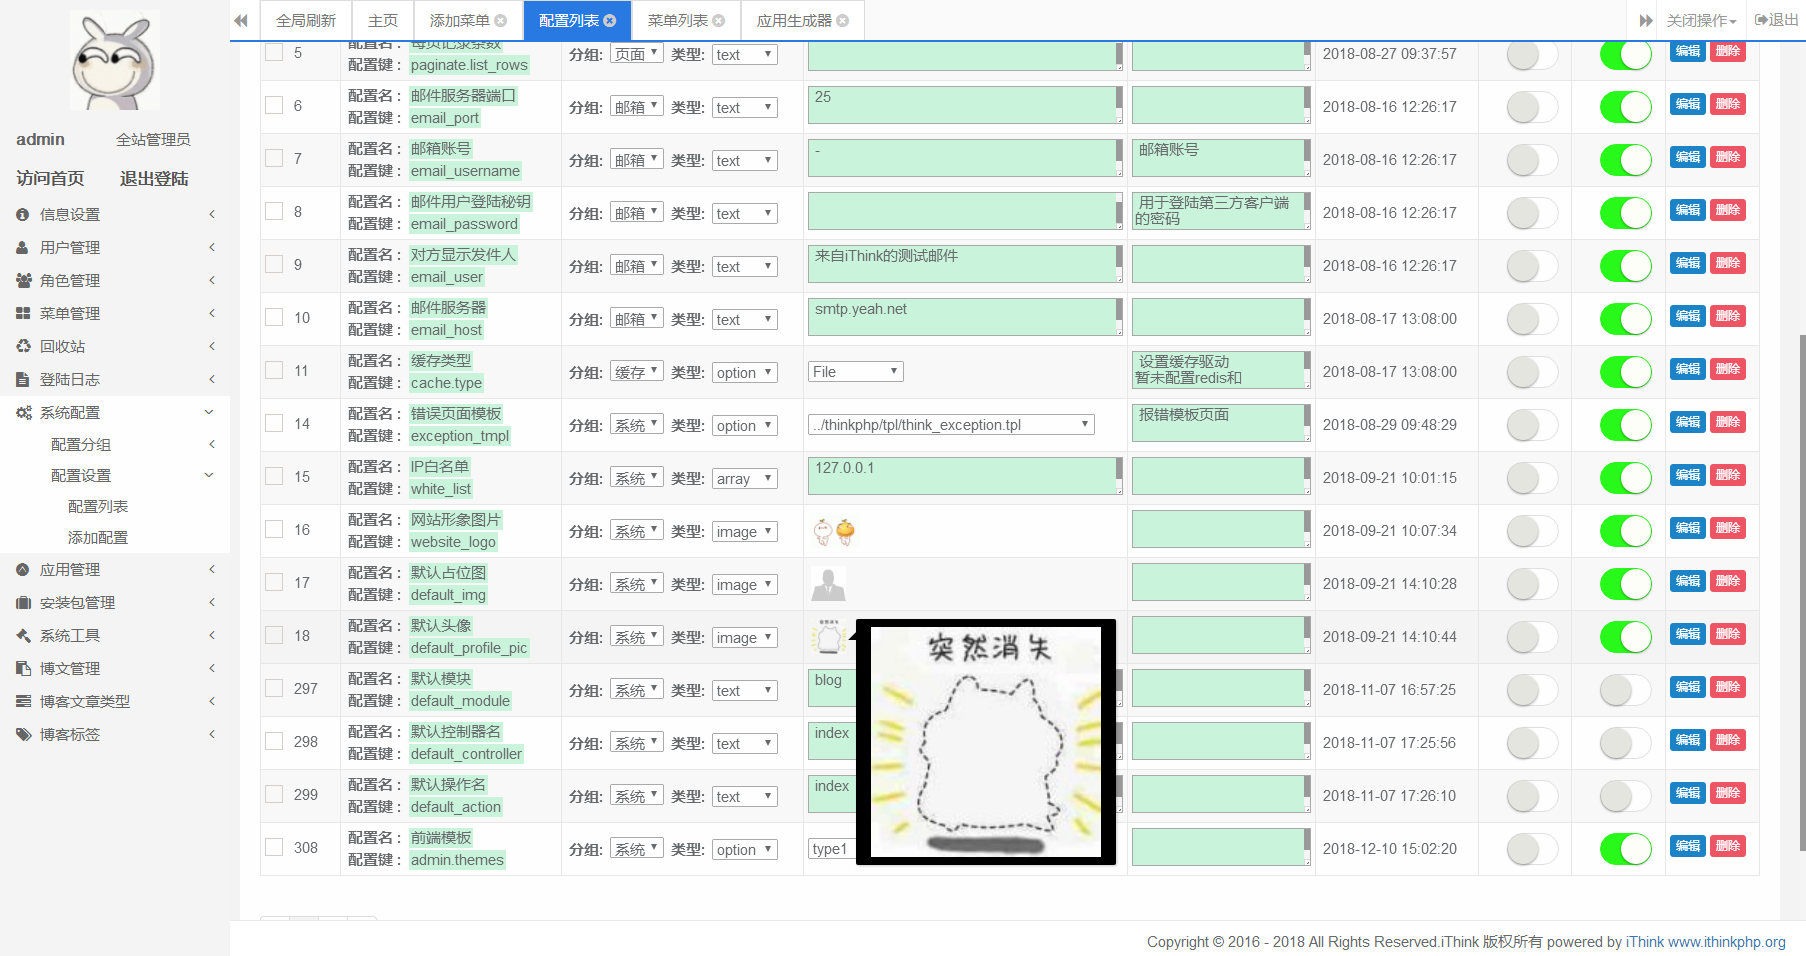 全局刷新
主页
添加菜单
配置列表
菜单列表
应用生成器
关闭操作
退出
admin
全站管理员
访问首页
退出登陆
信息设置
用户管理
角色管理
菜单管理
回收站
登陆日志
系统配置
配置分组
配置设置
配置列表
添加配置
应用管理
安装包管理
系统工具
博文管理
博客文章类型
博客标签
5
配置名： 每页记录条数
配置键： paginate.list_rows
分组: 页面 类型: text
2018-08-27 09:37:57
编辑 删除
6
配置名： 邮件服务器端口
配置键： email_port
分组: 邮箱 类型: text
25
2018-08-16 12:26:17
编辑 删除
7
配置名： 邮箱账号
配置键： email_username
分组: 邮箱 类型: text
-
邮箱账号
2018-08-16 12:26:17
编辑 删除
8
配置名： 邮件用户登陆秘钥
配置键： email_password
分组: 邮箱 类型: text
用于登陆第三方客户端
的密码
2018-08-16 12:26:17
编辑 删除
9
配置名： 对方显示发件人
配置键： email_user
分组: 邮箱 类型: text
来自iThink的测试邮件
2018-08-16 12:26:17
编辑 删除
10
配置名： 邮件服务器
配置键： email_host
分组: 邮箱 类型: text
smtp.yeah.net
2018-08-17 13:08:00
编辑 删除
11
配置名： 缓存类型
配置键： cache.type
分组: 缓存 类型: option
File
设置缓存驱动
暂未配置redis和
2018-08-17 13:08:00
编辑 删除
14
配置名： 错误页面模板
配置键： exception_tmpl
分组: 系统 类型: option
../thinkphp/tpl/think_exception.tpl
报错模板页面
2018-08-29 09:48:29
编辑 删除
15
配置名： IP白名单
配置键： white_list
分组: 系统 类型: array
127.0.0.1
2018-09-21 10:01:15
编辑 删除
16
配置名： 网站形象图片
配置键： website_logo
分组: 系统 类型: image
2018-09-21 10:07:34
编辑 删除
17
配置名： 默认占位图
配置键： default_img
分组: 系统 类型: image
2018-09-21 14:10:28
编辑 删除
18
配置名： 默认头像
配置键： default_profile_pic
分组: 系统 类型: image
突然消失
2018-09-21 14:10:44
编辑 删除
突然消失
297
配置名： 默认模块
配置键： default_module
分组: 系统 类型: text
blog
2018-11-07 16:57:25
编辑 删除
298
配置名： 默认控制器名
配置键： default_controller
分组: 系统 类型: text
index
2018-11-07 17:25:56
编辑 删除
299
配置名： 默认操作名
配置键： default_action
分组: 系统 类型: text
index
2018-11-07 17:26:10
编辑 删除
308
配置名： 前端模板
配置键： admin.themes
分组: 系统 类型: option
type1
2018-12-10 15:02:20
编辑 删除
Copyright © 2016 - 2018 All Rights Reserved.iThink 版权所有 powered by iThink www.ithinkphp.org